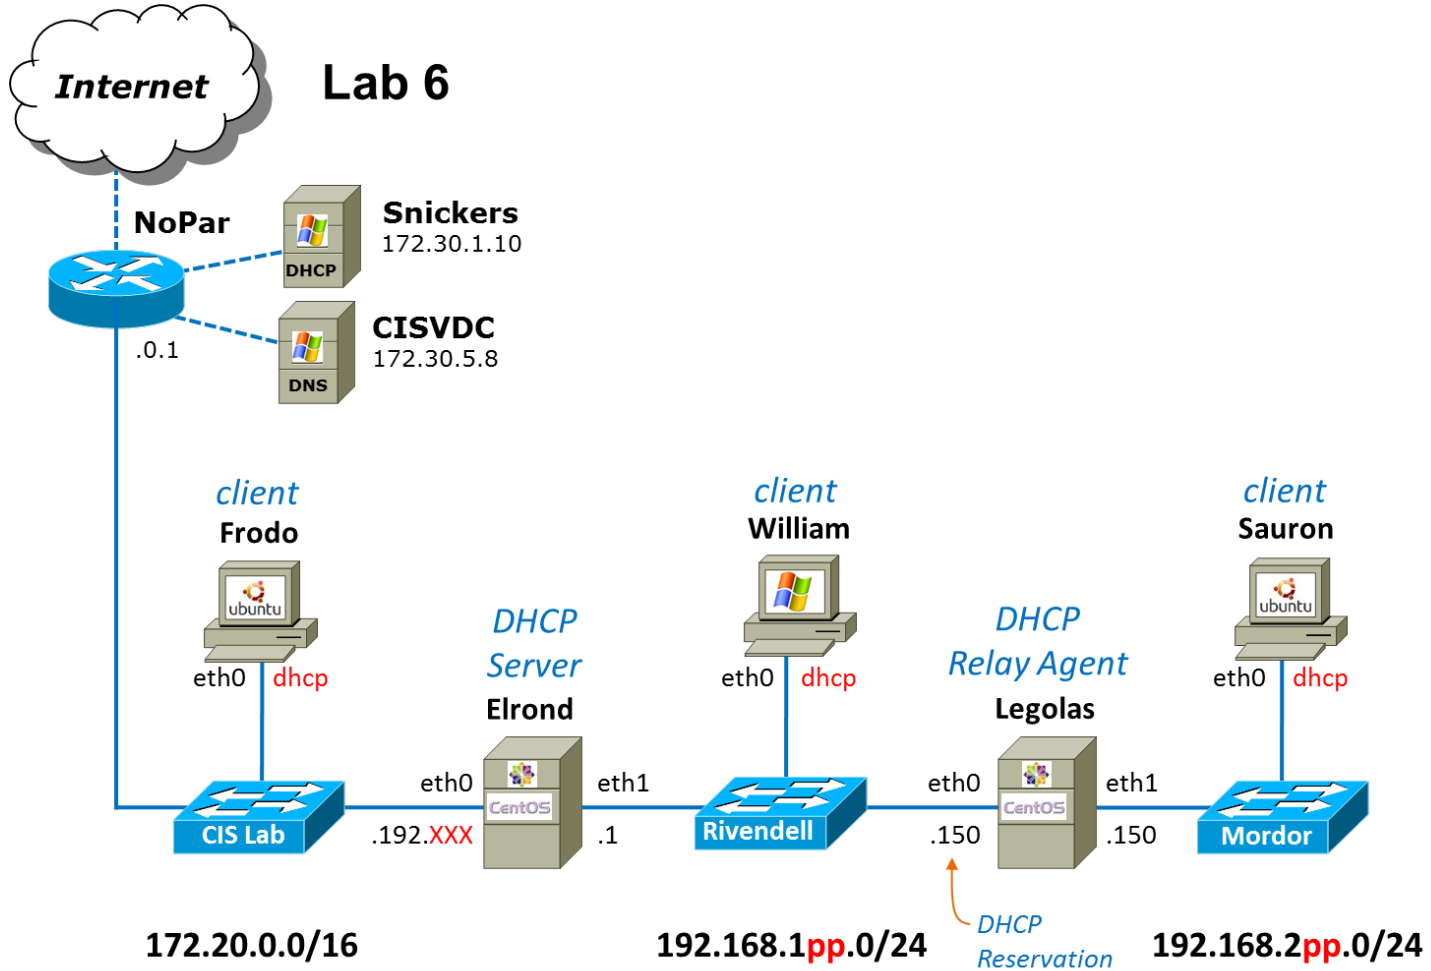 Internet
Lab 6
NoPar
Snickers
172.30.1.10
DHCP
CISVDC
172.30.5.8
DNS
.0.1
client
Frodo
ubuntu
eth0 dhcp
client
William
eth0 dhcp
client
Sauron
ubuntu
eth0 dhcp
DHCP
Server
Elrond
DHCP
Relay Agent
Legolas
eth0
eth1
eth0
eth1
CentOS
CentOS
CIS Lab
.192.XXX
.1
Rivendell
.150
.150
Mordor
DHCP
Reservation
172.20.0.0/16
192.168.1pp.0/24
192.168.2pp.0/24